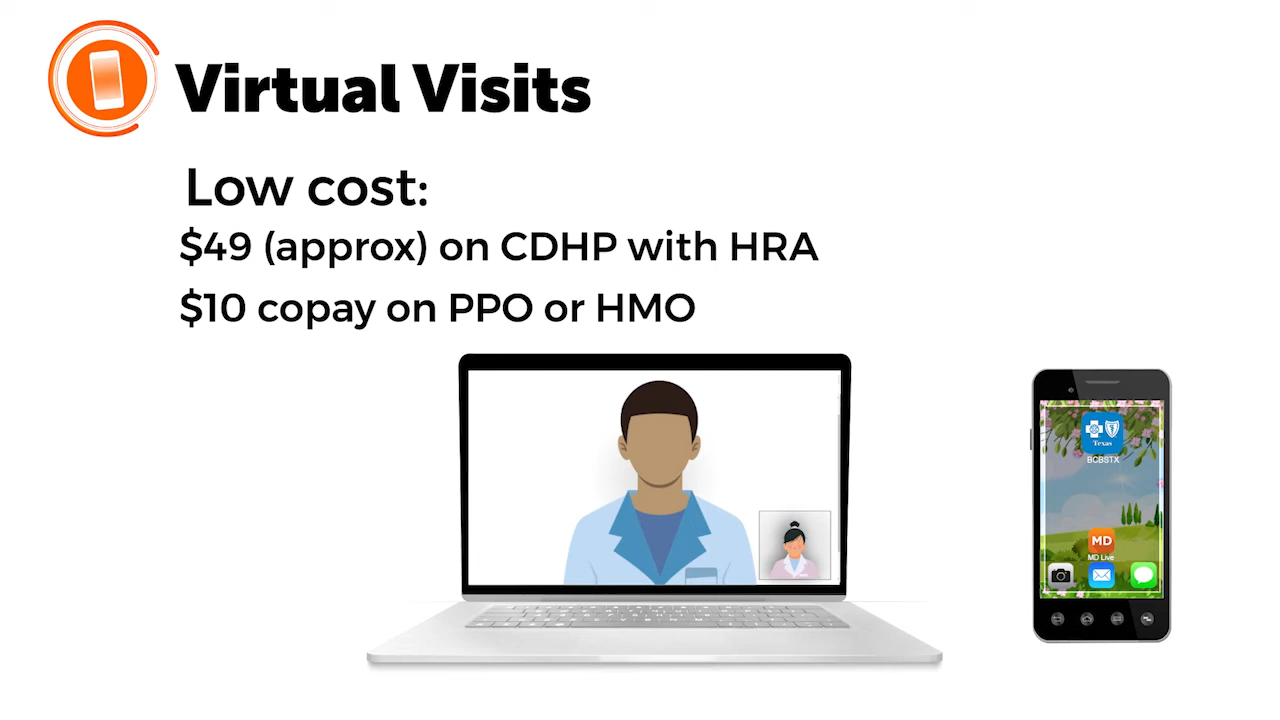 Virtual Visits
Low cost:
$49 (approx) on CDHP with HRA
$10 copay on PPO or HMO
Texas
BCBSTX
MD
MD Live